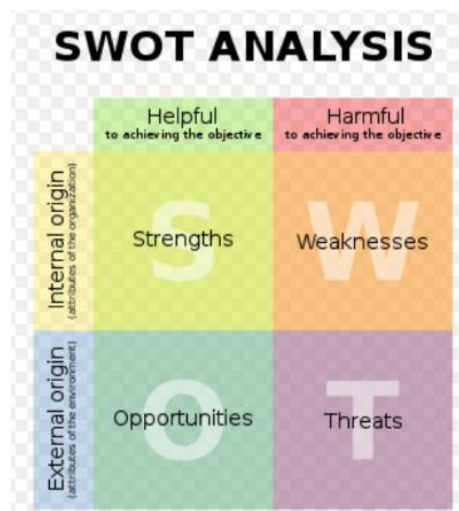 SWOT ANALYSIS
Helpful
to achieving the objective
Harmful
to achieving the objective
Internal origin
(attributes of the organization)
S
Strengths
W
Weaknesses
External origin
(attributes of the environment)
O
Opportunities
T
Threats